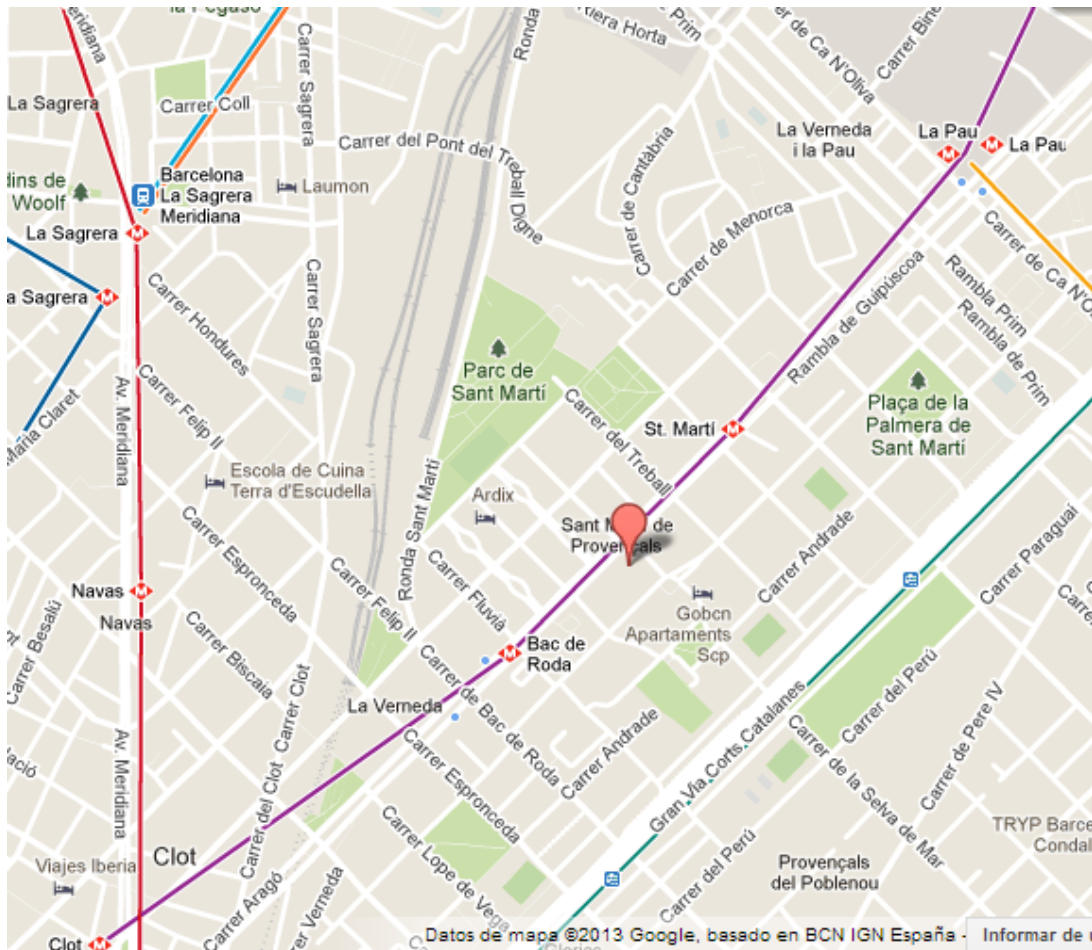 la Pegaso
Meridiana
La Sagrera
Carrer Coll
Carrer Sagrera
Ronda
Riera Horta
Prim
Carrer de Ca N'Oliva
Carrer
La Verneda
i la Pau
La Pau
La Pau
Carrer del Pont del Treball Digne
Carrer de Cantàbria
Barcelona
La Sagrera
Meridiana
Laumon
dins de
Woolf
La Sagrera
a Sagrera
Carrer de Menorca
Carrer de Ca N'O
Rambla Prim
Rambla de Prim
Rambla de Guipúscoa
Carrer Hondures
Carrer Sagrera
Parc de
Sant Martí
Plaça de la
Palmera de
Sant Martí
Maria Claret
Av. Meridiana
Carrer Felip II
Carrer del Treball
St. Martí
Escola de Cuina
Terra d'Escudella
Ronda Sant Martí
Ardix
de
Provençals
Carrer Andrade
Carrer Paraguai
Carrer Espronceda
Carrer Felip II
Carrer Fluvià
Navas
Navas
Carrer Besalú
Carrer Biscaia
Gobcn
Apartaments
Scp
Bac de
Roda
La Verneda
Carrer de Bac de Roda
Carrer del Perú
Carrer de Pere IV
Carrer Andrade
Gran Via Corts Catalanes
Carrer de la Selva de Mar
Av. Meridiana
Carrer del Clot
Carrer Clot
Carrer Espronceda
Carrer Lope de Vega
Carrer del Perú
TRYP
Condal
Provençals
del Poblenou
Viajes Iberia
Clot
Carrer Aragó
Carrer Verneda
Clot
Datos de mapa ©2013 Google, basado en BCN IGN España -
Informar de